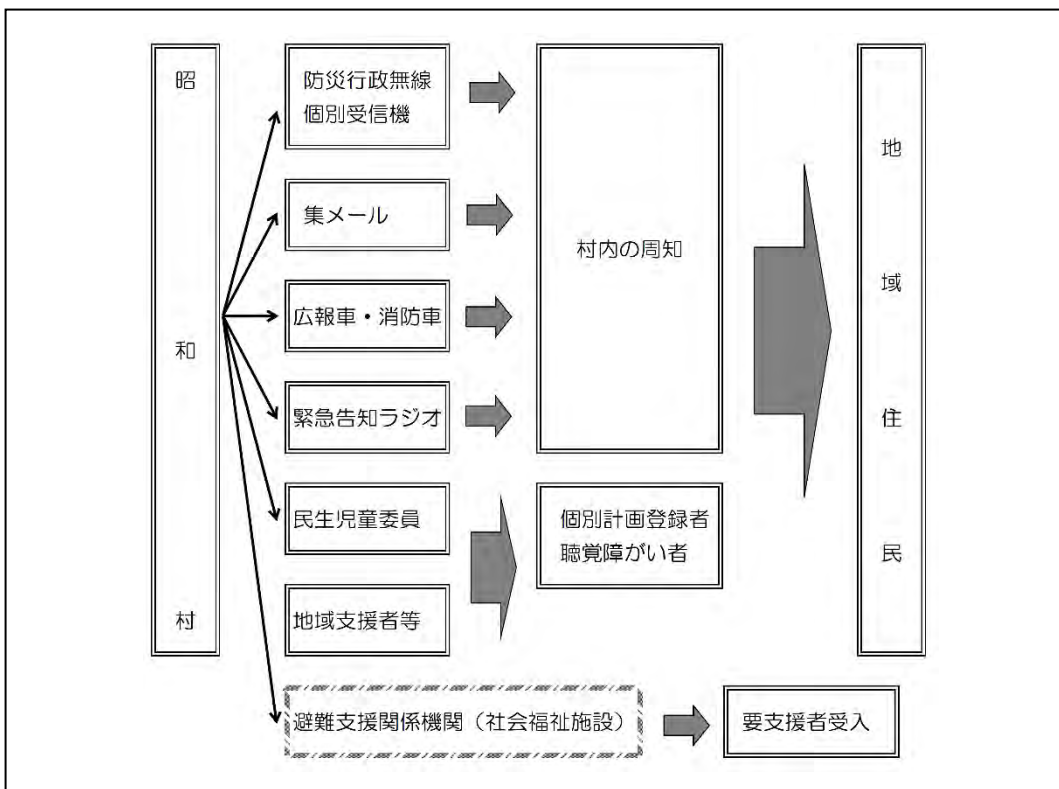 昭和村
防災行政無線
個別受信機
集メール
広報車・消防車
緊急告知ラジオ
民生児童委員
地域支援者等
避難支援関係機関（社会福祉施設）
村内の周知
個別計画登録者
聴覚障がい者
要支援者受入
地域住民